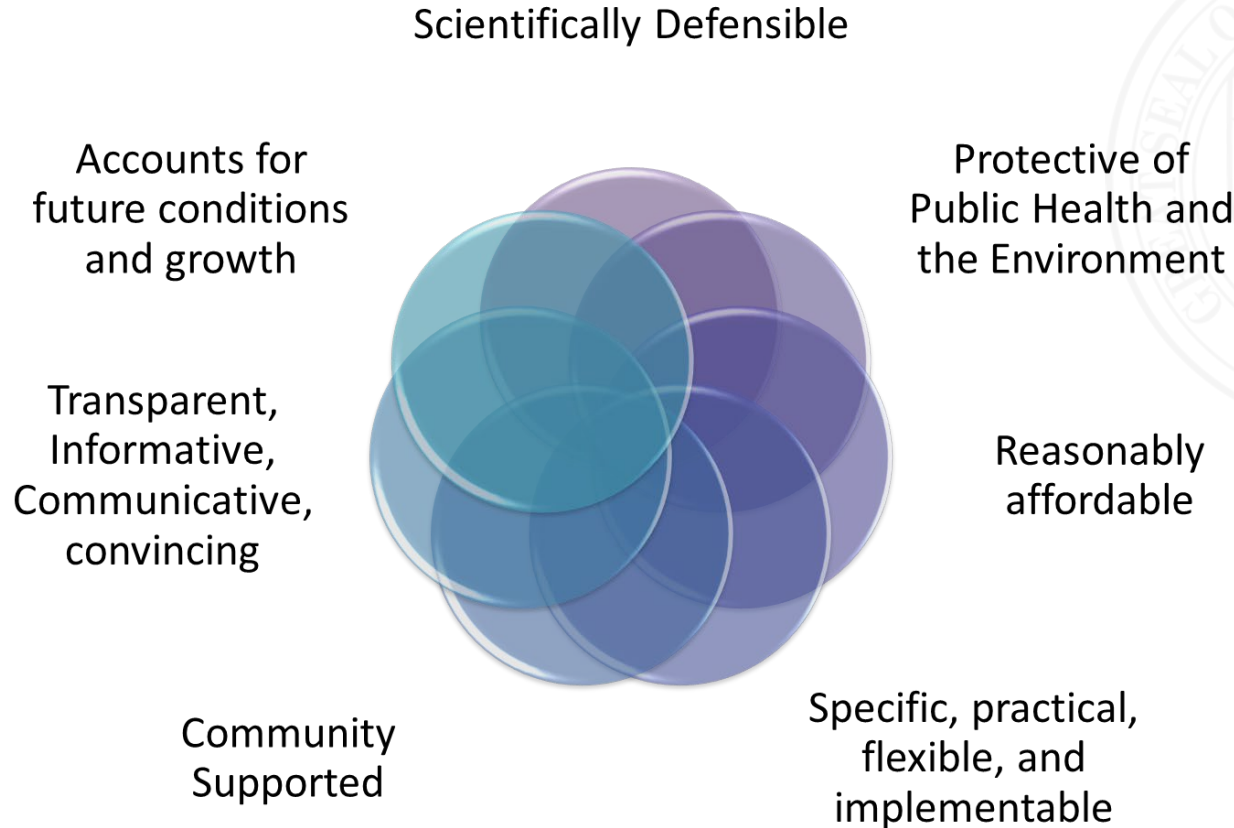 Scientifically Defensible
Accounts for
future conditions
and growth
Protective of
Public Health and
the Environment
Transparent,
Informative,
Communicative,
convincing
Reasonably
affordable
Community
Supported
Specific, practical,
flexible, and
implementable